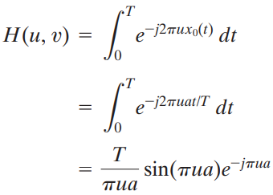 H(u, v) = ∫₀ᵀ e^{-j2πux₀(t)} dt
= ∫₀ᵀ e^{-j2πuat/T} dt
= T/(πua) sin(πua)e^{-jπua}